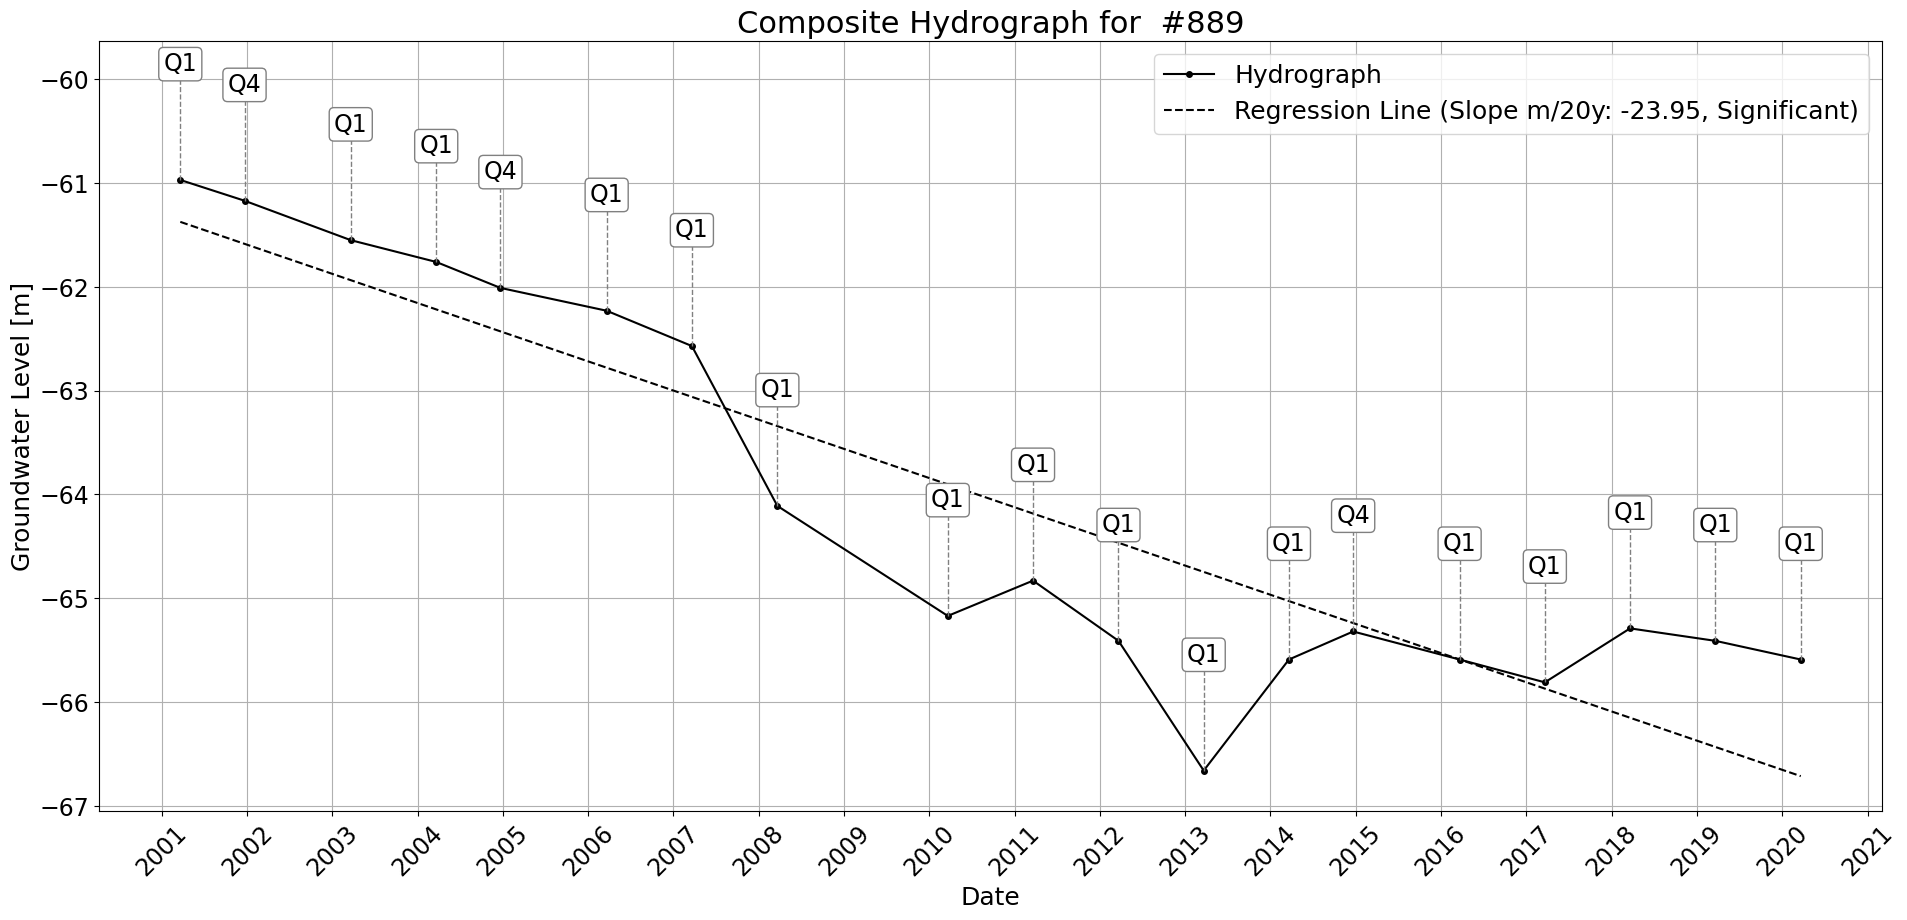 Composite Hydrograph for  #889
Hydrograph
Regression Line (Slope m/20y: -23.95, Significant)
Groundwater Level [m]
−60
−61
−62
−63
−64
−65
−66
−67
Q1
Q4
Q1
Q1
Q4
Q1
Q1
Q1
Q1
Q1
Q1
Q1
Q1
Q4
Q1
Q1
Q1
Q1
Q1
2001
2002
2003
2004
2005
2006
2007
2008
2009
2010
2011
2012
2013
2014
2015
2016
2017
2018
2019
2020
2021
Date